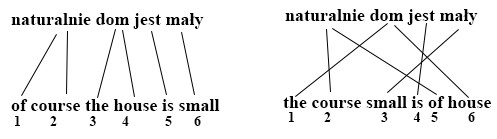 naturalnie dom jest mały
of course the house is small
1 2 3 4 5 6
naturalnie dom jest mały
the course small is of house
1 2 3 4 5 6